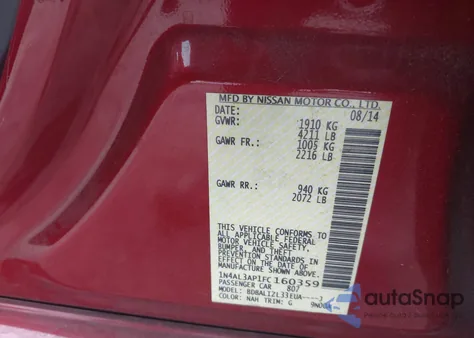 MFD BY NISSAN MOTOR CO., LTD.
DATE: 08/14
GVWR: 1910 KG
4211 LB
GAWR FR.: 1005 KG
2216 LB
GAWR RR.: 940 KG
2072 LB
THIS VEHICLE CONFORMS TO ALL
APPLICABLE FEDERAL
MOTOR VEHICLE SAFETY,
BUMPER, AND THEFT
PREVENTION STANDARDS
IN EFFECT ON THE DATE OF
MANUFACTURE SHOWN ABOVE.
1N4AL3AP1FC160359
PASSENGER CAR 807
MODEL:
COLOR: NAH TRIM: G
autaSnap